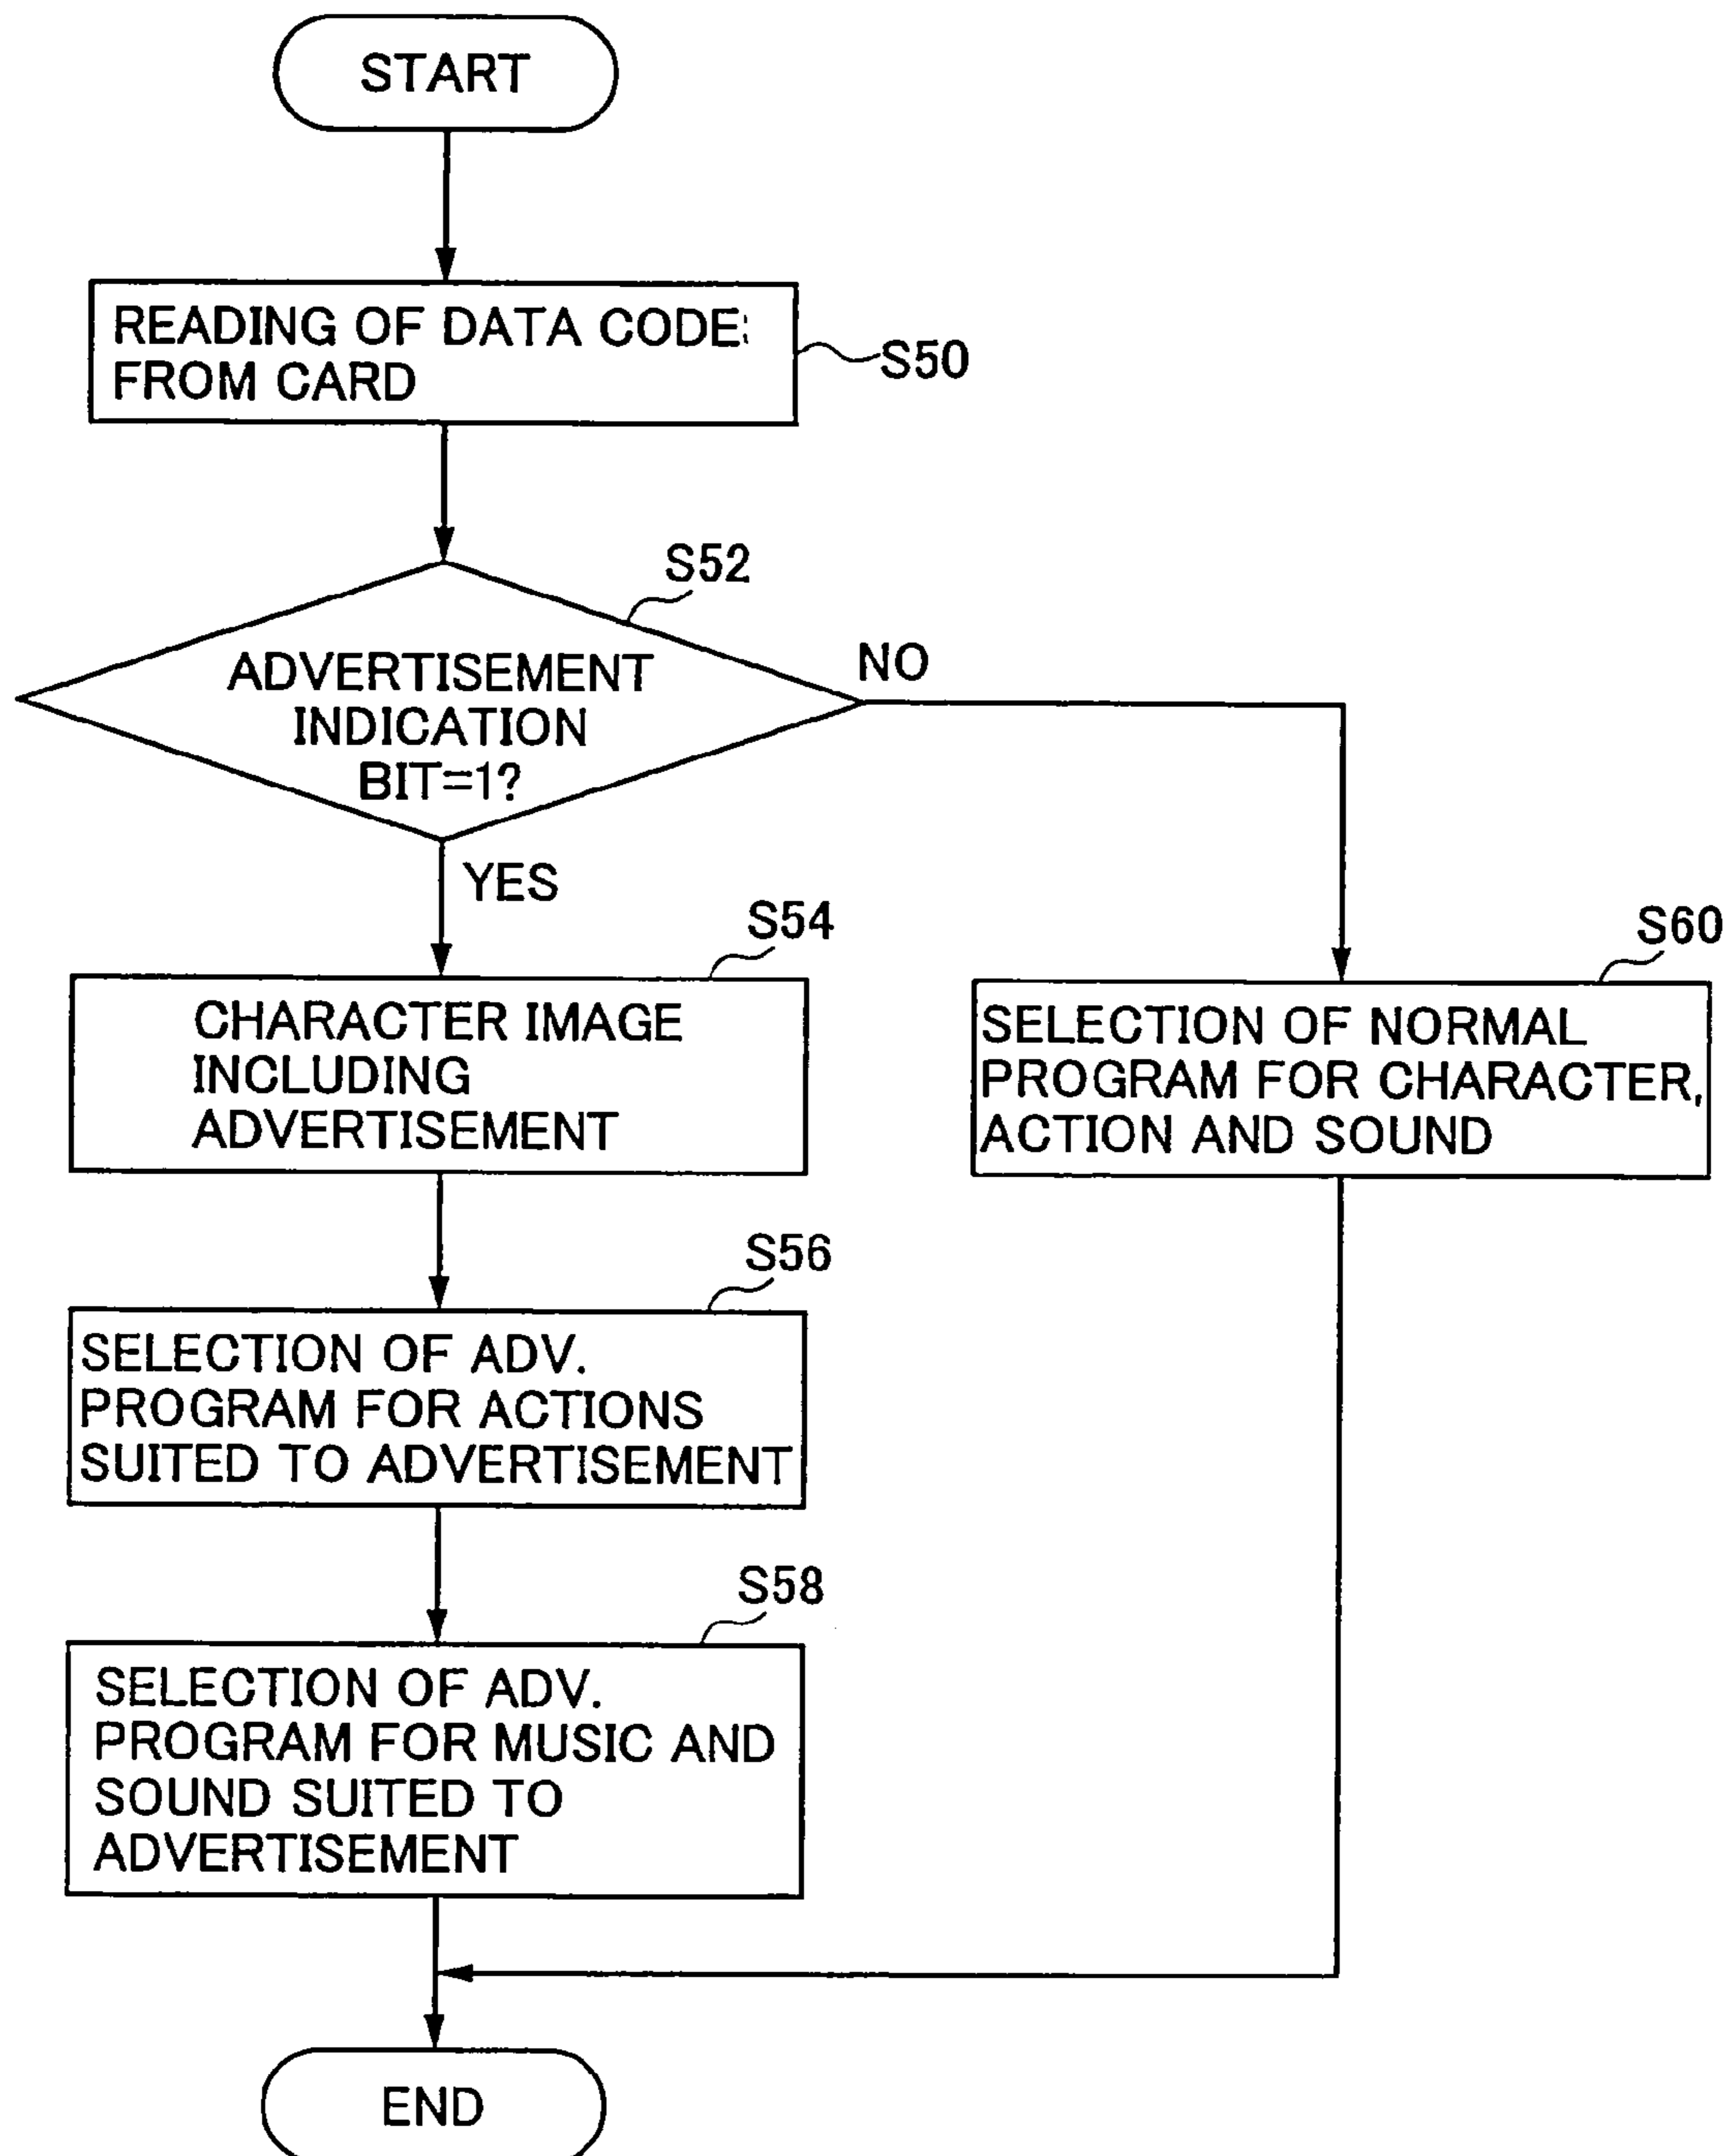 START
READING OF DATA CODE
FROM CARD
S50
S52
ADVERTISEMENT
INDICATION
BIT=1?
NO
YES
S54
CHARACTER IMAGE
INCLUDING
ADVERTISEMENT
S60
SELECTION OF NORMAL
PROGRAM FOR CHARACTER,
ACTION AND SOUND
S56
SELECTION OF ADV.
PROGRAM FOR ACTIONS
SUITED TO ADVERTISEMENT
S58
SELECTION OF ADV.
PROGRAM FOR MUSIC AND
SOUND SUITED TO
ADVERTISEMENT
END